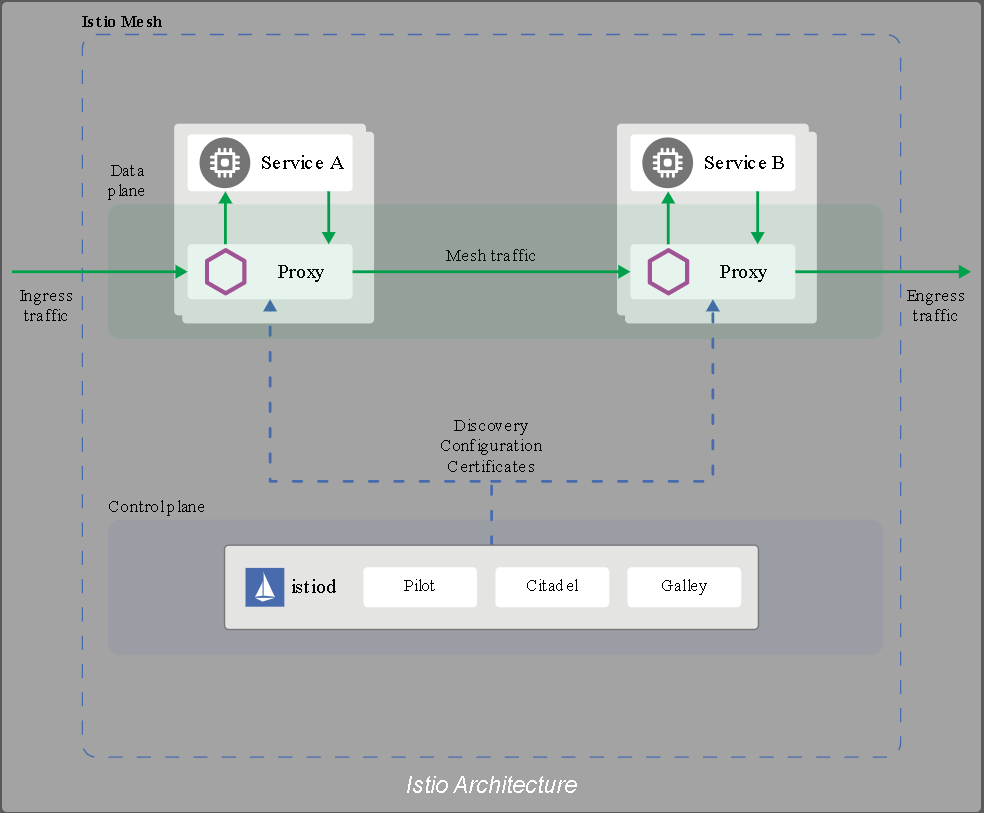 Istio Mesh
Service A
Service B
Data
plane
Mesh traffic
Proxy
Proxy
Ingress
traffic
Engress
traffic
Discovery
Configuration
Certificates
Control plane
istiod
Pilot
Citadel
Galley
Istio Architecture